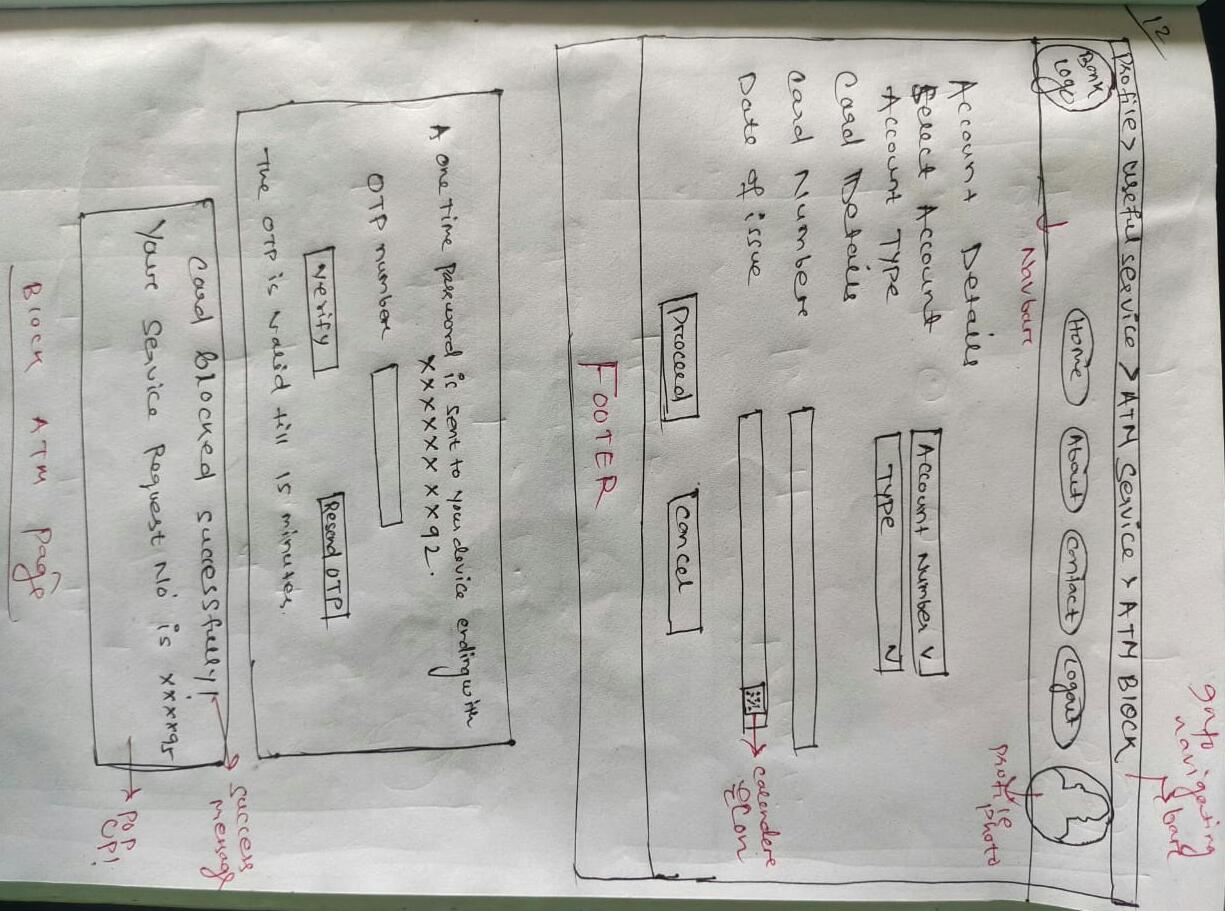 12
goto navigating bar
Profile > useful service > ATM service > ATM Block
Bank Logo
Home
About
Contact
Logout
Navbar
profile photo
Account Details
Select Account
Account Number v
Account Type
Type v
Card Details
Card Number
Date of issue
calender icon
Proceed
Cancel
FOOTER
A one time password is sent to your device ending with
xxxxxxxx92.
OTP number
verify
Resend OTP
The OTP is valid till 15 minutes.
Card blocked successfully!
success message
Your service Request No is xxxx95
POP UP!
Block ATM Page